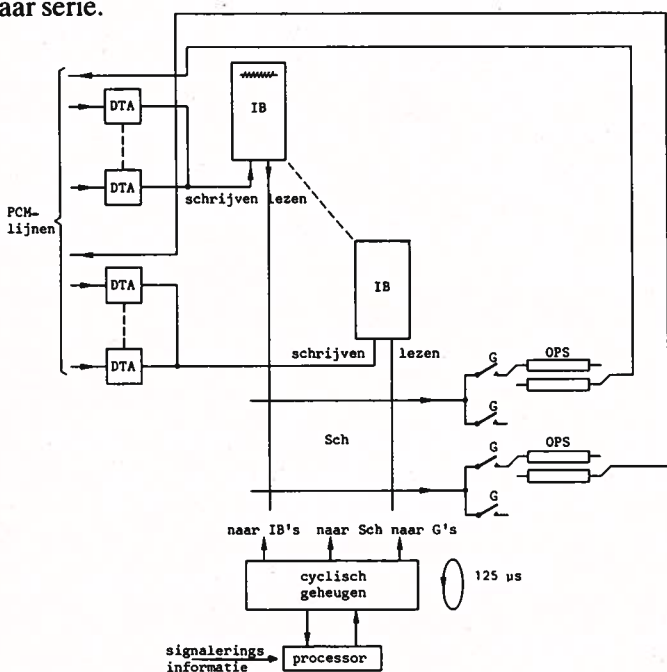 aar serie.
DTA
IB
DTA
schrijven lezen
PCM-
lijnen
DTA
IB
DTA
schrijven lezen
G OPS
G
Sch
G OPS
G
naar IB's naar Sch naar G's
cyclisch
geheugen
125 µs
signalerings
informatie
processor